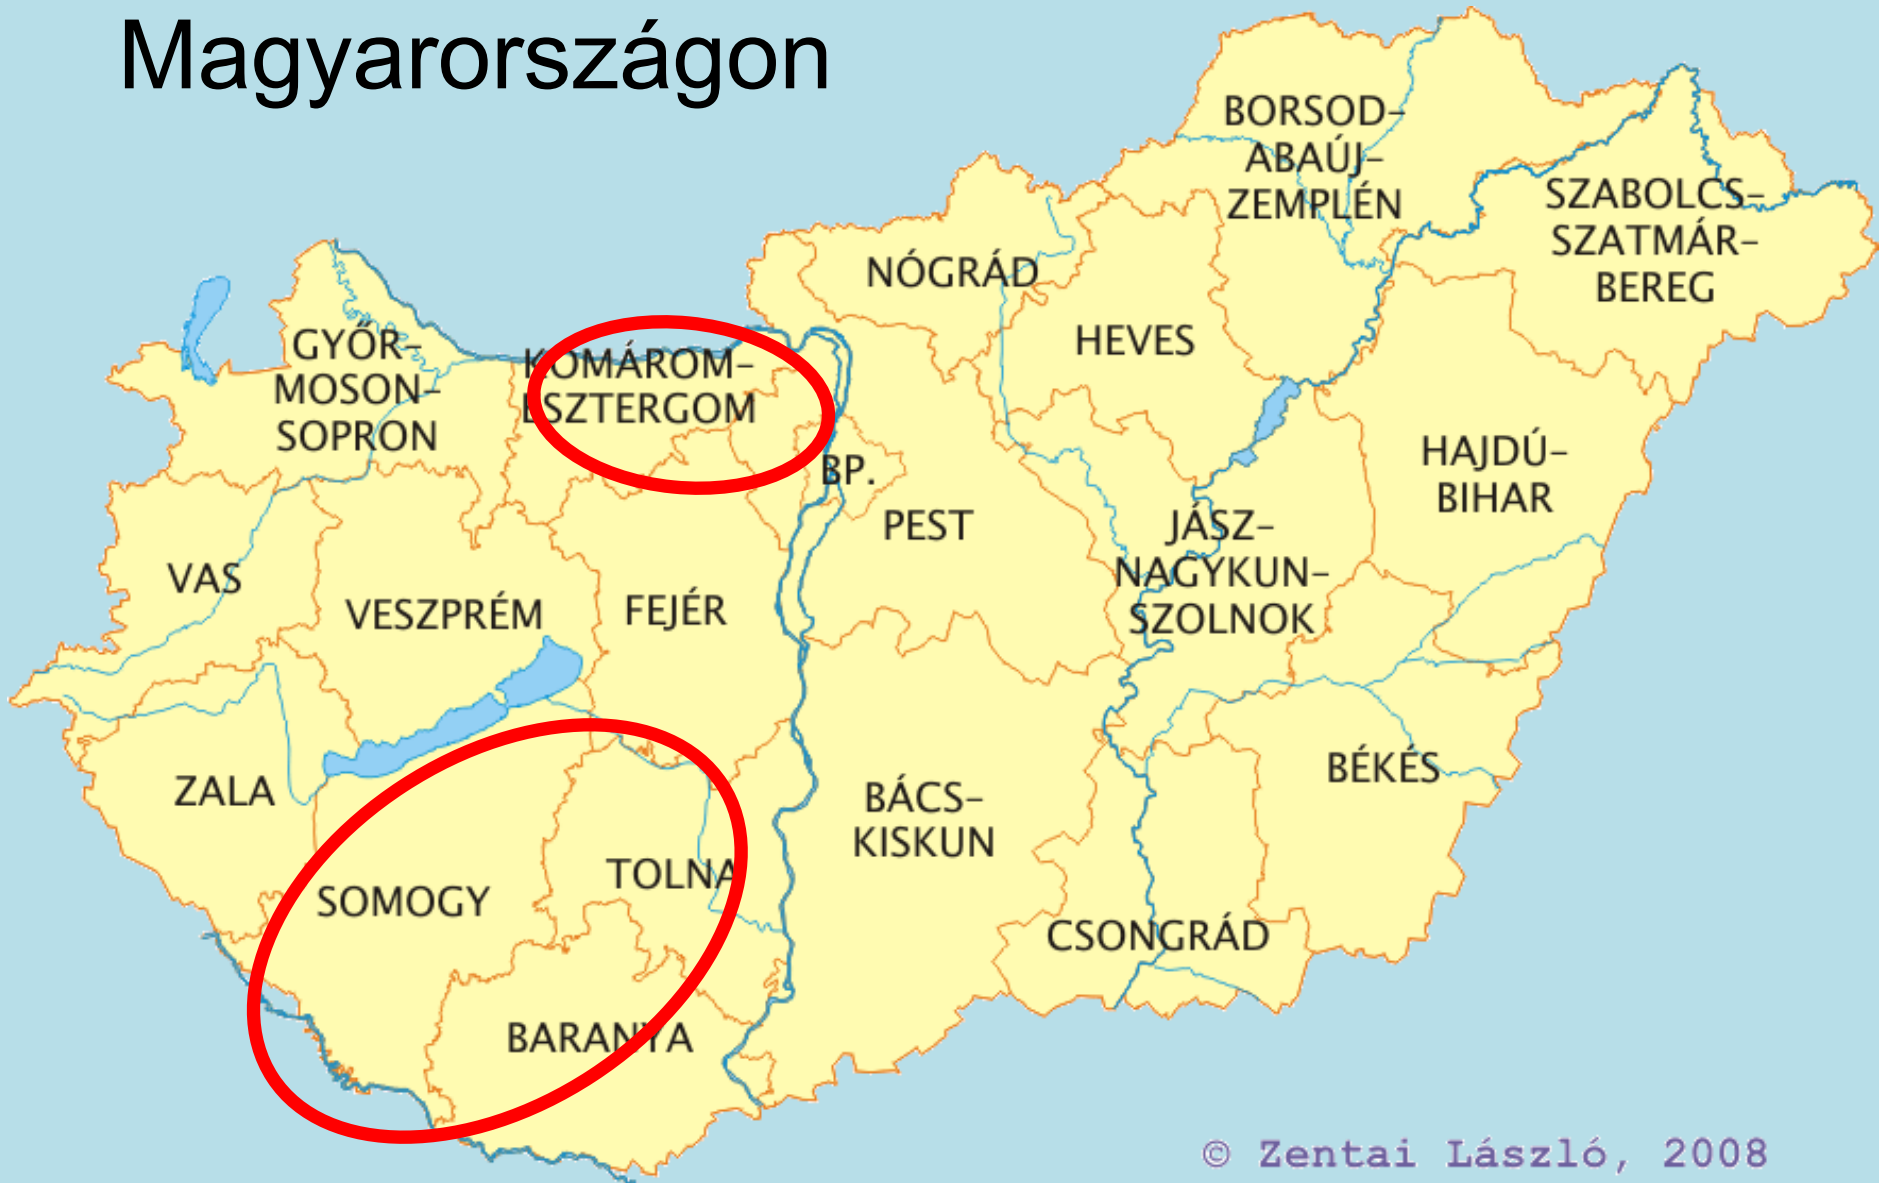 Magyarországon
BORSOD-
ABAÚJ-
ZEMPLÉN
SZABOLCS-
SZATMÁR-
BEREG
NÓGRÁD
HEVES
GYŐR-
MOSON-
SOPRON
KOMÁROM-
ESZTERGOM
BP.
PEST
HAJDÚ-
BIHAR
JÁSZ-
NAGYKUN-
SZOLNOK
VAS
VESZPRÉM
FEJÉR
ZALA
BÁCS-
KISKUN
BÉKÉS
SOMOGY
TOLNA
CSONGRÁD
BARANYA
© Zentai László, 2008